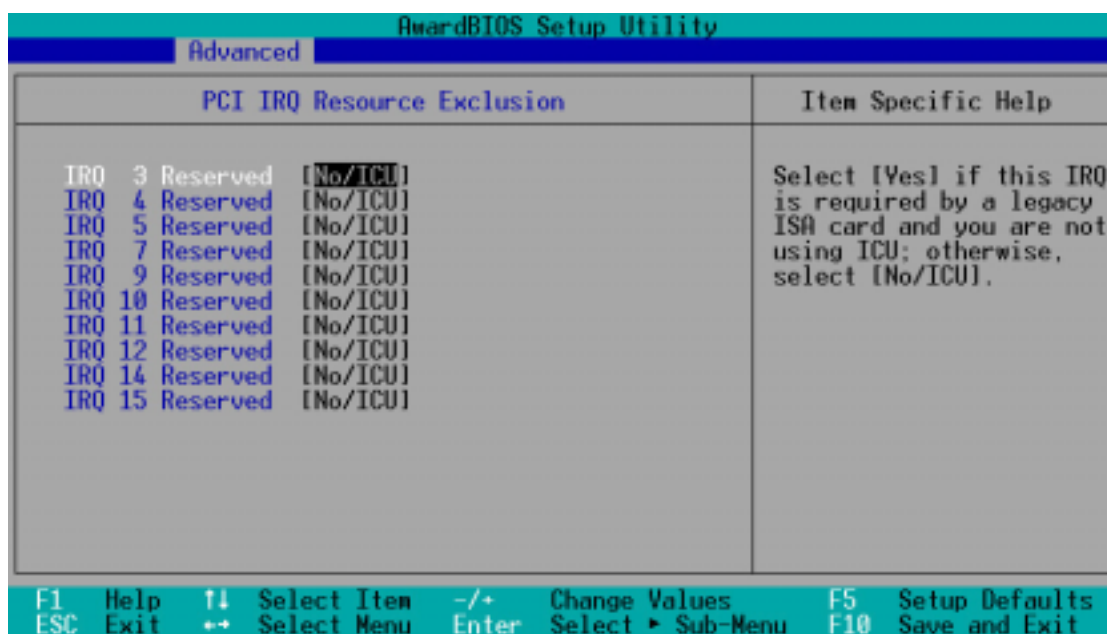 AwardBIOS Setup Utility
Advanced
PCI IRQ Resource Exclusion
IRQ 3 Reserved [No/ICU]
IRQ 4 Reserved [No/ICU]
IRQ 5 Reserved [No/ICU]
IRQ 7 Reserved [No/ICU]
IRQ 9 Reserved [No/ICU]
IRQ 10 Reserved [No/ICU]
IRQ 11 Reserved [No/ICU]
IRQ 12 Reserved [No/ICU]
IRQ 14 Reserved [No/ICU]
IRQ 15 Reserved [No/ICU]
Item Specific Help
Select [Yes] if this IRQ
is required by a legacy
ISA card and you are not
using ICU; otherwise,
select [No/ICU].
F1 Help ↑↓ Select Item -/+ Change Values F5 Setup Defaults
ESC Exit ←→ Select Menu Enter Select ► Sub-Menu F10 Save and Exit